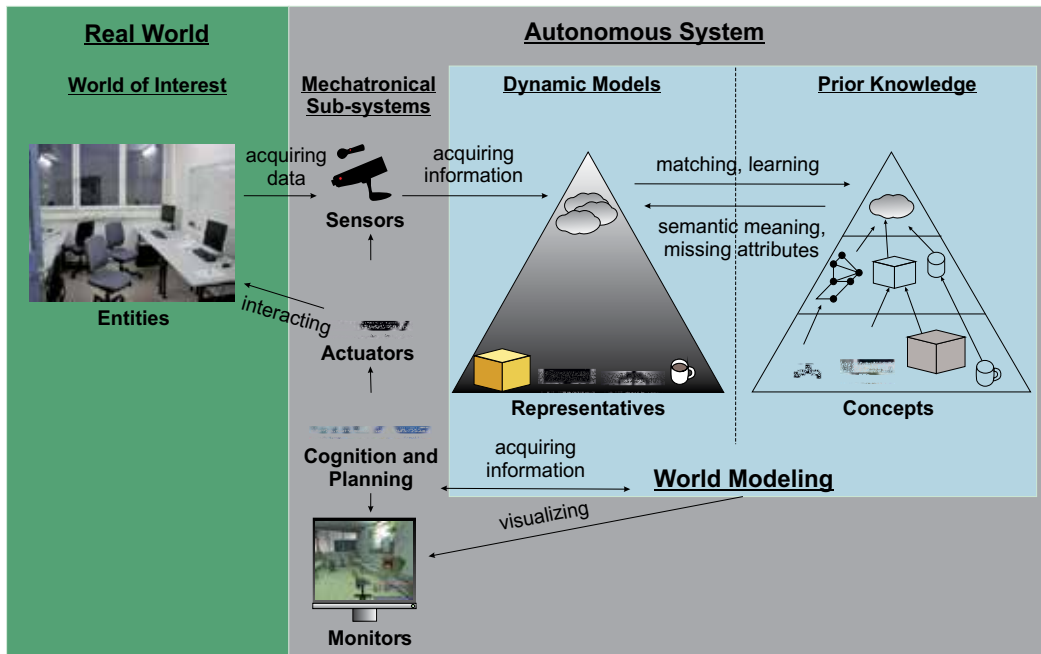 Real World
Autonomous System
World of Interest
Mechatronical
Sub-systems
Dynamic Models
Prior Knowledge
acquiring
data
acquiring
information
matching, learning
Sensors
semantic meaning,
missing attributes
Entities
interacting
Actuators
Representatives
Concepts
Cognition and
Planning
acquiring
information
World Modeling
visualizing
Monitors